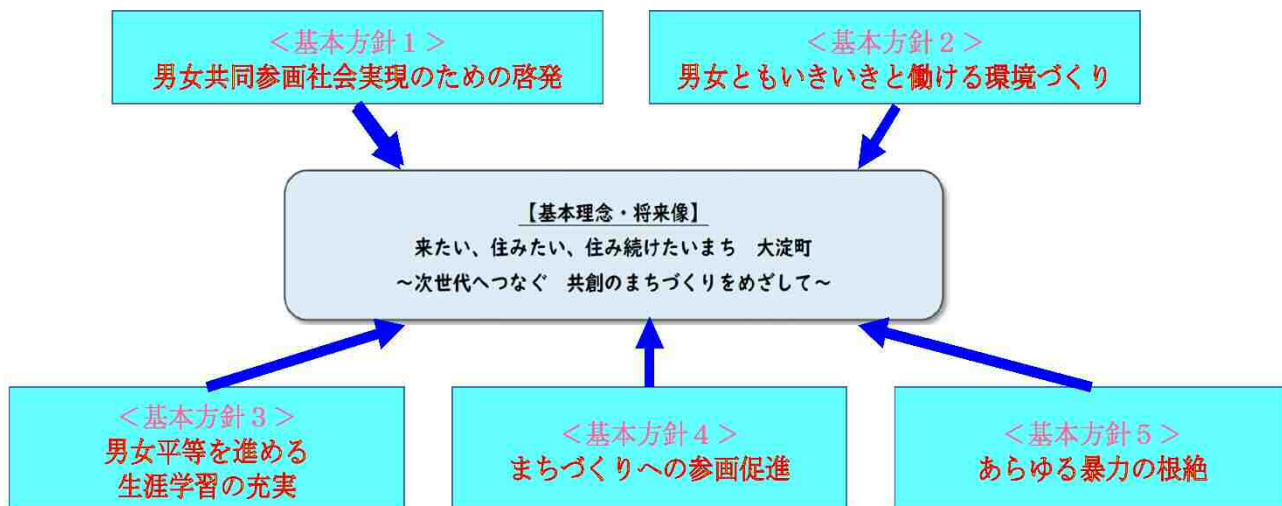 ＜基本方針１＞
男女共同参画社会実現のための啓発
＜基本方針２＞
男女ともいきいきと働ける環境づくり
【基本理念・将来像】
来たい、住みたい、住み続けたいまち　大淀町
～次世代へつなぐ　共創のまちづくりをめざして～
＜基本方針３＞
男女平等を進める
生涯学習の充実
＜基本方針４＞
まちづくりへの参画促進
＜基本方針５＞
あらゆる暴力の根絶